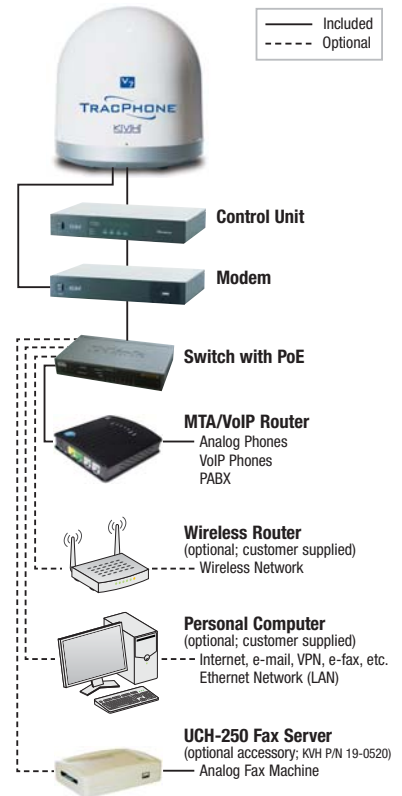 Included
Optional
V7
TRACPHONE
KVH
Control Unit
Modem
Switch with PoE
MTA/VoIP Router
Analog Phones
VoIP Phones
PABX
Wireless Router
(optional; customer supplied)
Wireless Network
Personal Computer
(optional; customer supplied)
Internet, e-mail, VPN, e-fax, etc.
Ethernet Network (LAN)
UCH-250 Fax Server
(optional accessory; KVH P/N 19-0520)
Analog Fax Machine